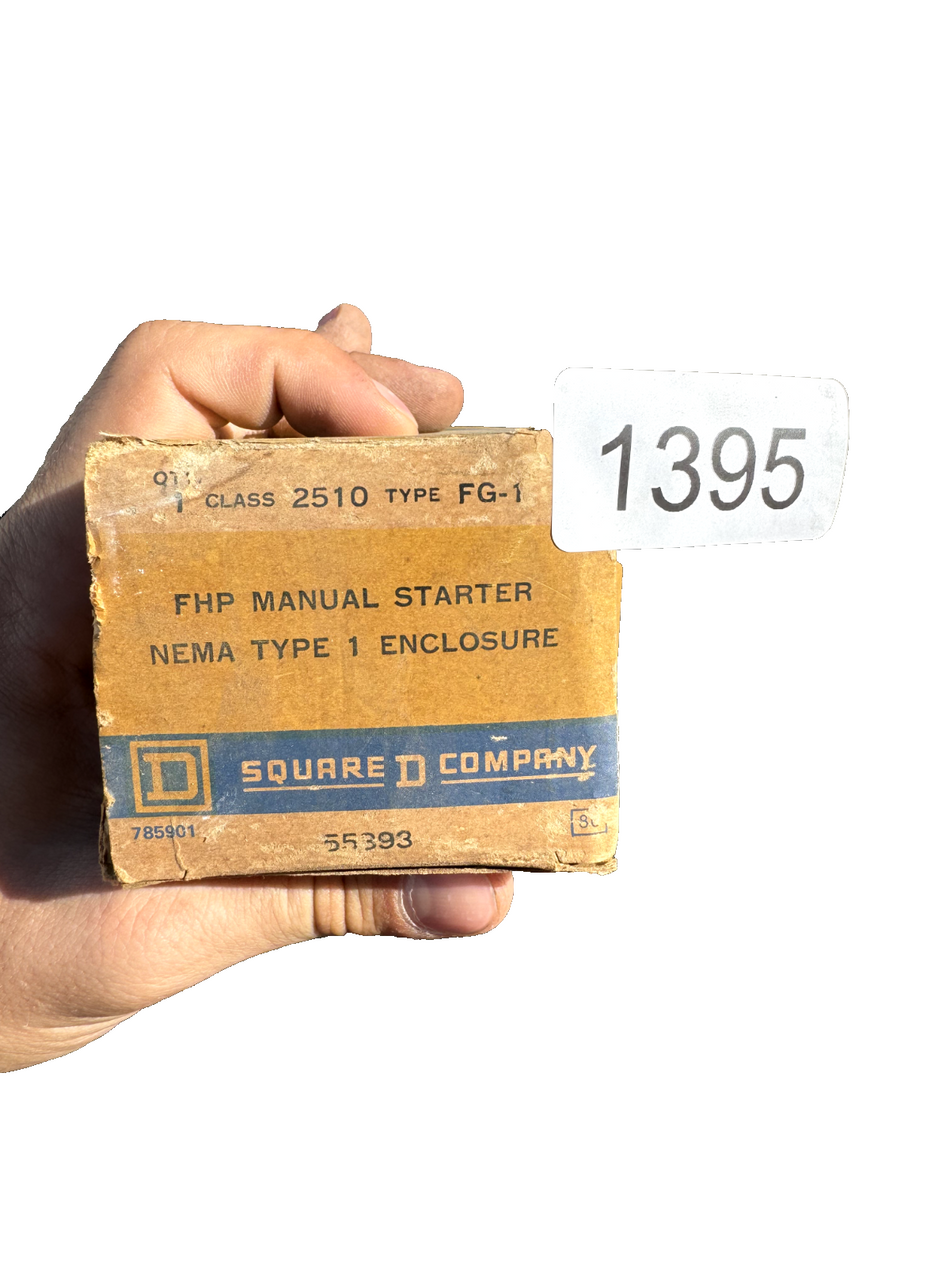 1395
QTY.
1 CLASS 2510 TYPE FG-1
FHP MANUAL STARTER
NEMA TYPE 1 ENCLOSURE
D SQUARE D COMPANY
785901
55393